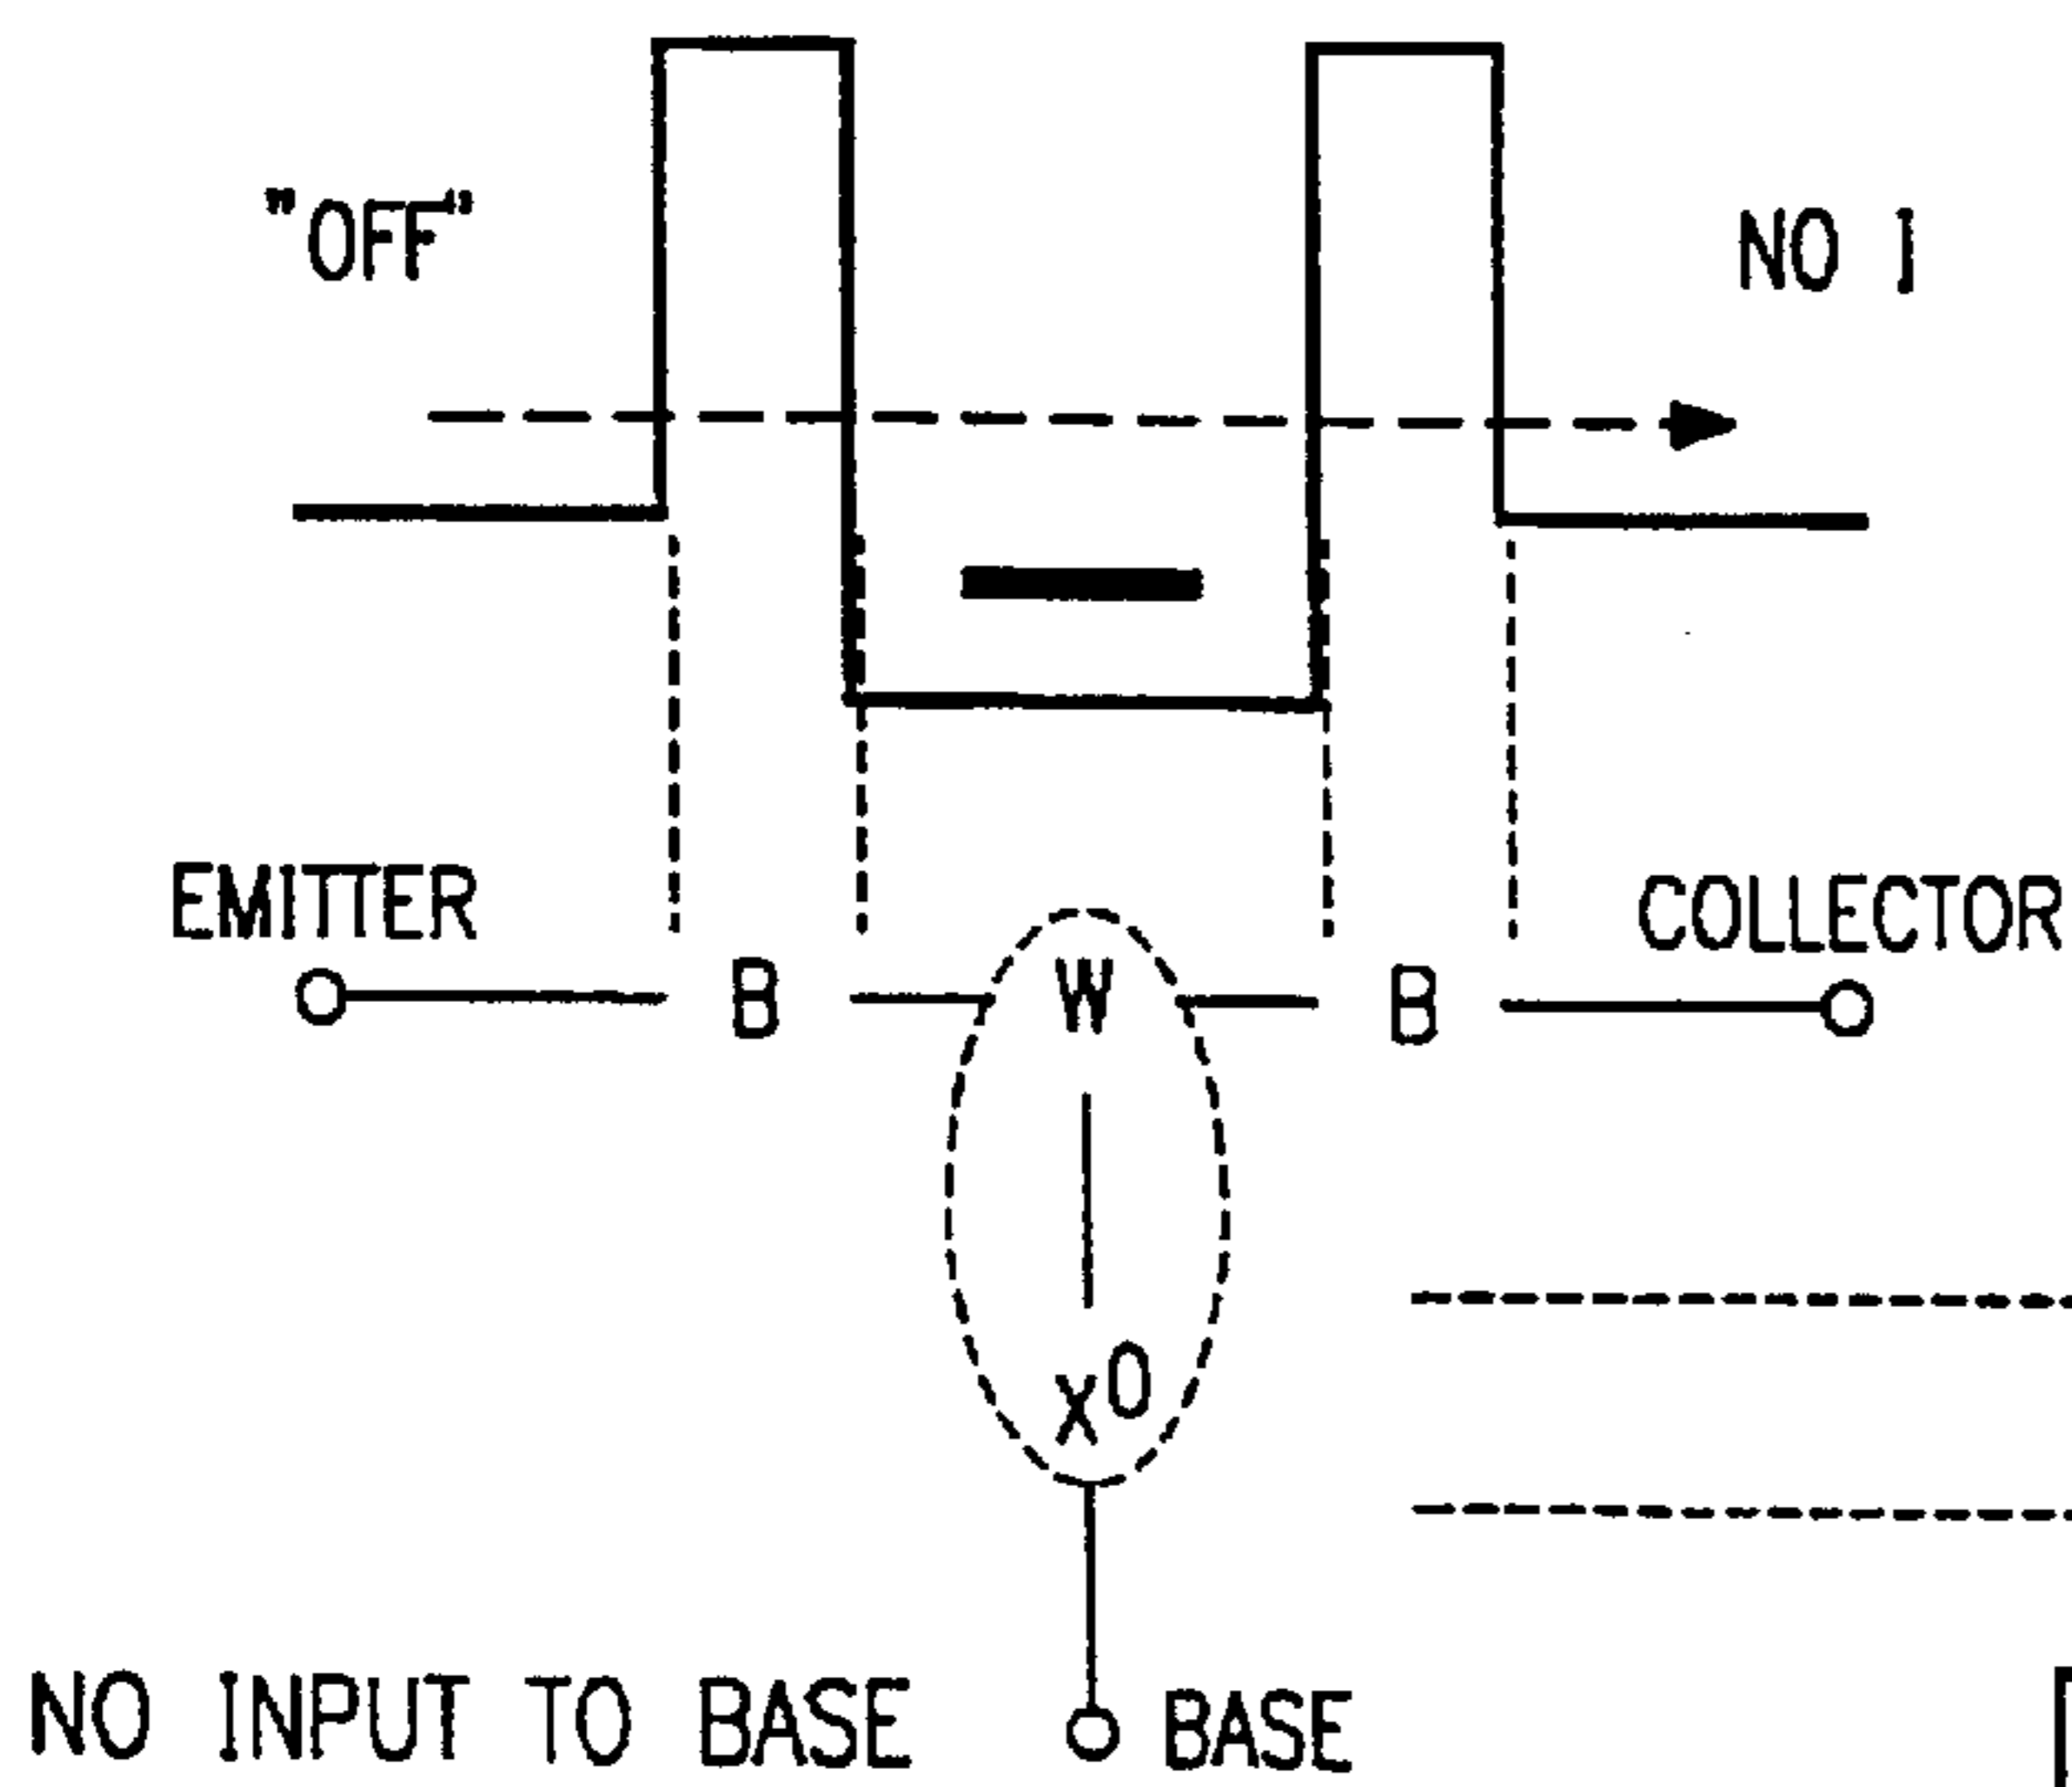 "OFF"
NO I
EMITTER
COLLECTOR
B
W
B
X⁰
NO INPUT TO BASE
BASE